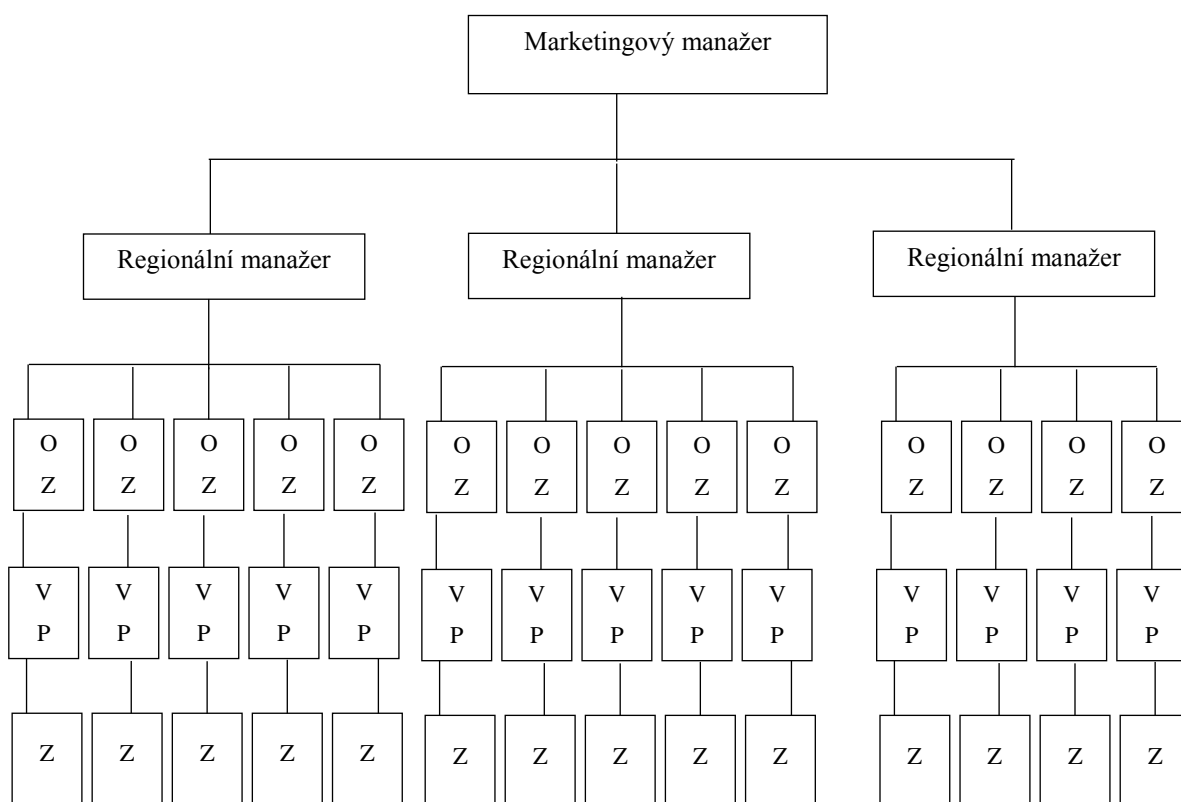 Marketingový manažer
Regionální manažer
Regionální manažer
Regionální manažer
O O O O O O O O O O O O O O
Z Z Z Z Z Z Z Z Z Z Z Z Z Z
V V V V V V V V V V V V V V
P P P P P P P P P P P P P P
Z Z Z Z Z Z Z Z Z Z Z Z Z Z